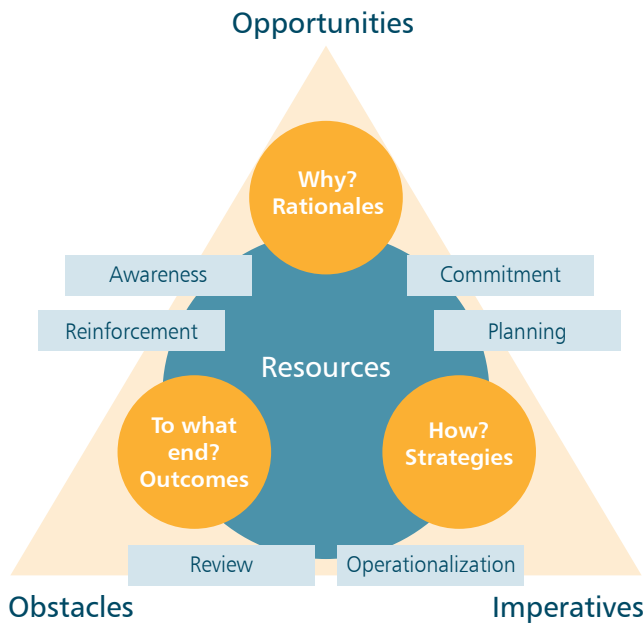 Opportunities
Why?
Rationales
Awareness
Commitment
Reinforcement
Planning
Resources
To what
end?
Outcomes
How?
Strategies
Review
Operationalization
Obstacles
Imperatives